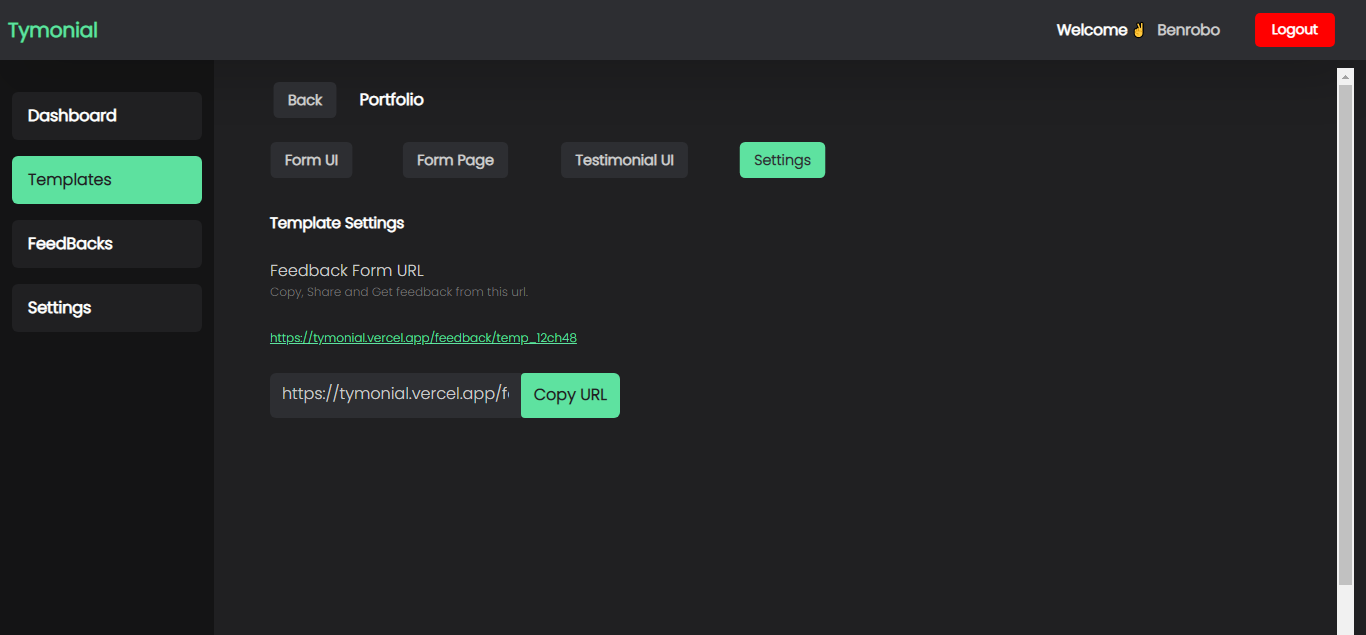 Tymonial
Welcome ✌ Benrobo
Logout
Dashboard
Templates
FeedBacks
Settings
Back
Portfolio
Form UI
Form Page
Testimonial UI
Settings
Template Settings
Feedback Form URL
Copy, Share and Get feedback from this url.
https://tymonial.vercel.app/feedback/temp_12ch48
https://tymonial.vercel.app/f
Copy URL